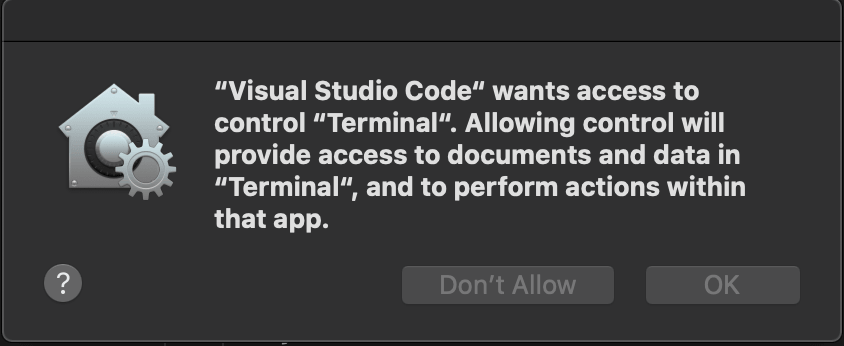 “Visual Studio Code“ wants access to
control “Terminal“. Allowing control will
provide access to documents and data in
“Terminal“, and to perform actions within
that app.
?
Don’t Allow
OK